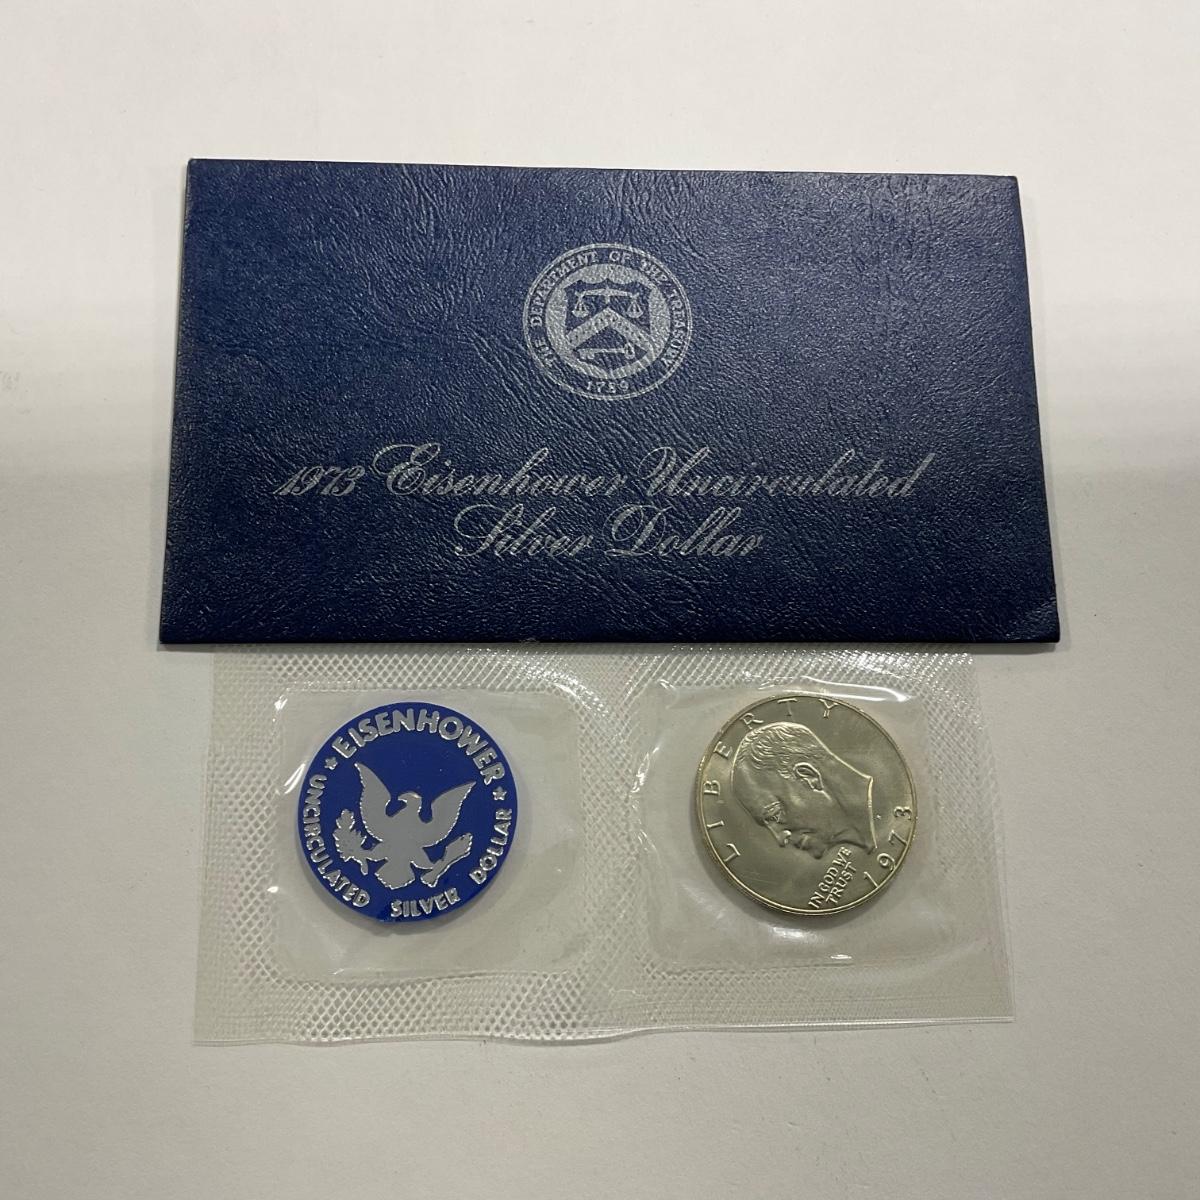 THE DEPARTMENT OF THE TREASURY
1789
1973 Eisenhower Uncirculated
Silver Dollar
EISENHOWER
UNCIRCULATED SILVER DOLLAR
LIBERTY
IN GOD WE
TRUST
1973